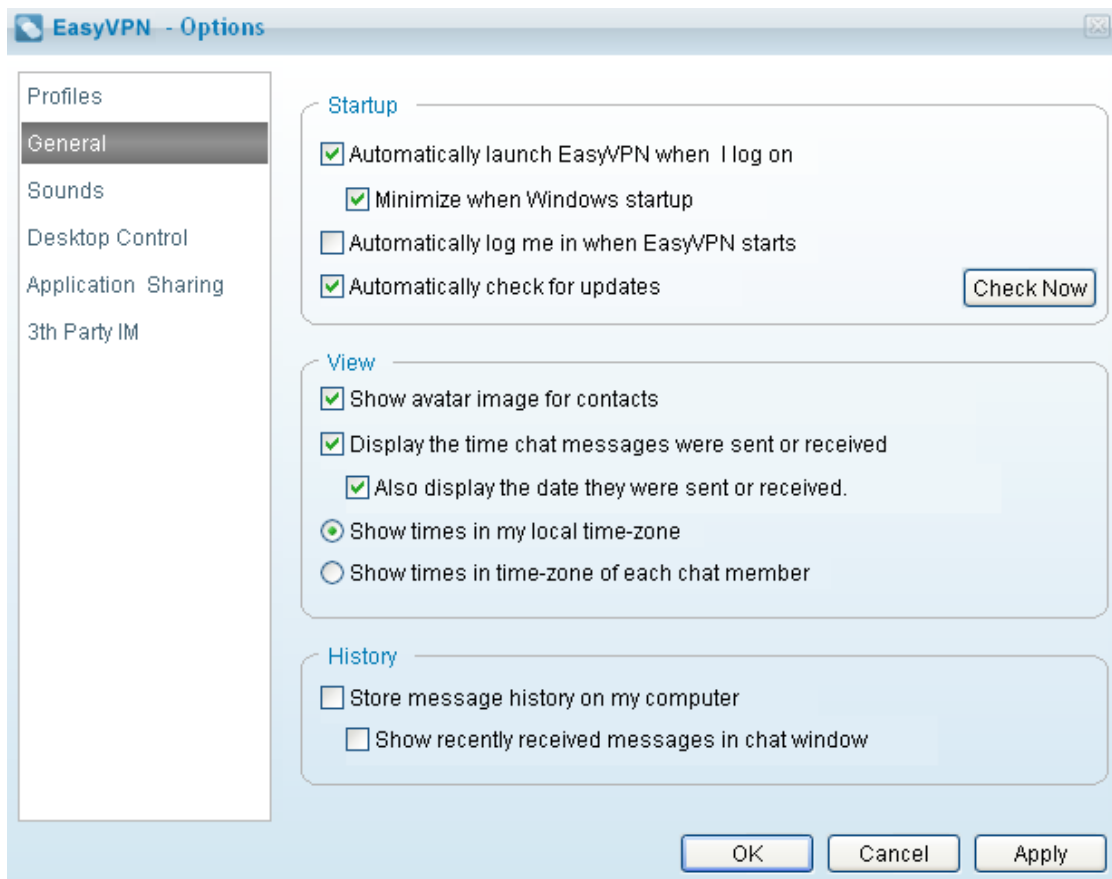 EasyVPN - Options
Profiles
General
Sounds
Desktop Control
Application Sharing
3th Party IM
Startup
Automatically launch EasyVPN when I log on
Minimize when Windows startup
Automatically log me in when EasyVPN starts
Automatically check for updates
Check Now
View
Show avatar image for contacts
Display the time chat messages were sent or received
Also display the date they were sent or received.
Show times in my local time-zone
Show times in time-zone of each chat member
History
Store message history on my computer
Show recently received messages in chat window
OK
Cancel
Apply